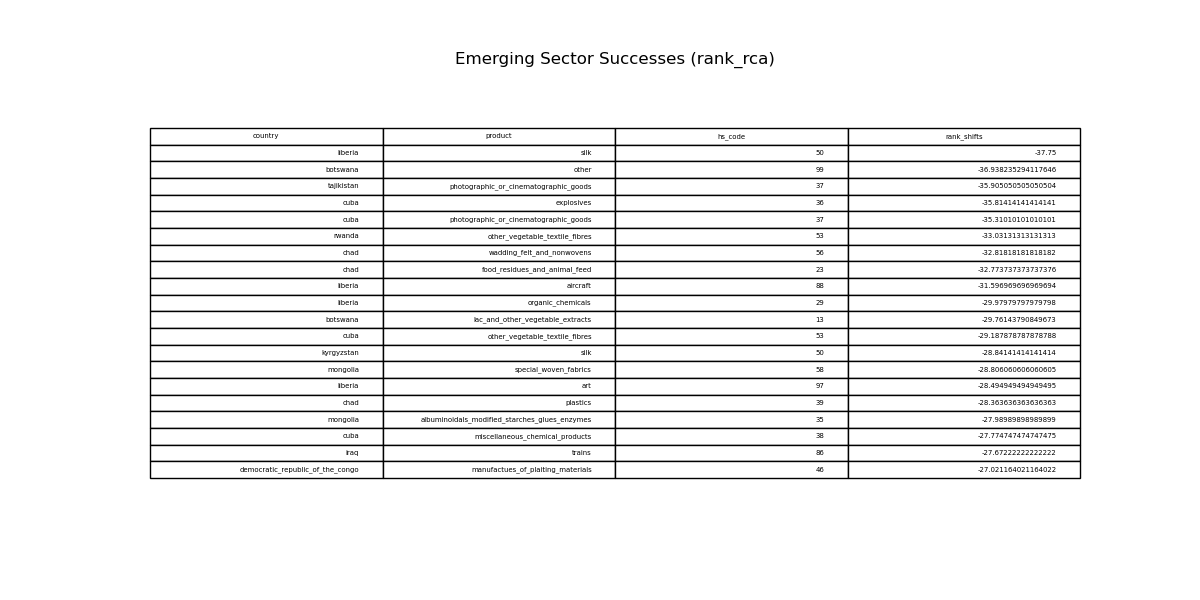 Emerging Sector Successes (rank_rca)
country product hs_code rank_shifts
liberia silk 50 -37.75
botswana other 99 -36.938235294117646
tajikistan photographic_or_cinematographic_goods 37 -35.905050505050504
cuba explosives 36 -35.81414141414141
cuba photographic_or_cinematographic_goods 37 -35.31010101010101
rwanda other_vegetable_textile_fibres 53 -33.03131313131313
chad wadding_felt_and_nonwovens 56 -32.81818181818182
chad food_residues_and_animal_feed 23 -32.773737373737376
liberia aircraft 88 -31.596969696969694
liberia organic_chemicals 29 -29.97979797979798
botswana lac_and_other_vegetable_extracts 13 -29.76143790849673
cuba other_vegetable_textile_fibres 53 -29.187878787878788
kyrgyzstan silk 50 -28.84141414141414
mongolia special_woven_fabrics 58 -28.806060606060605
liberia art 97 -28.494949494949495
chad plastics 39 -28.363636363636363
mongolia albuminoidals_modified_starches_glues_enzymes 35 -27.98989898989899
cuba miscellaneous_chemical_products 38 -27.774747474747475
iraq trains 86 -27.67222222222222
democratic_republic_of_the_congo manufactues_of_plaiting_materials 46 -27.021164021164022